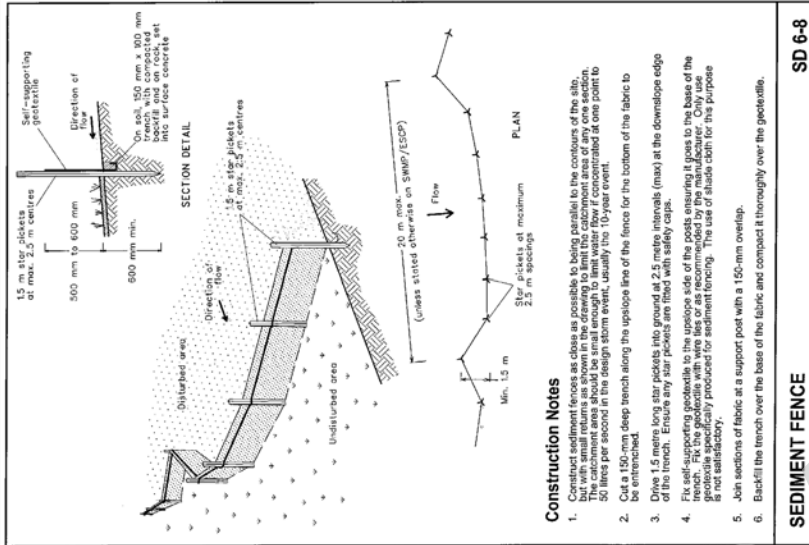 1.5 m star pickets
at max. 2.5 m centres
Self-supporting
geotextile
Direction of
flow
500 mm to 600 mm
600 mm min.
On soil, 150 mm x 100 mm
trench with compacted
backfill and on rock, set
into surface concrete
SECTION DETAIL
Disturbed area
Direction of
flow
1.5 m star pickets
at max. 2.5 m centres
Undisturbed area
20 m max.
(unless stated otherwise on SWMP/ESCP)
Flow
Min. 1.5 m
Star pickets at maximum
2.5 m spacings
PLAN
Construction Notes
1. Construct sediment fences as close as possible to being parallel to the contours of the site,
but with small returns as shown in the drawing to limit the catchment area of any one section.
The catchment area should be small enough to limit water flow if concentrated at one point to
50 litres per second in the design storm event, usually the 10-year event.
2. Cut a 150-mm deep trench along the upslope line of the fence for the bottom of the fabric to
be entrenched.
3. Drive 1.5 metre long star pickets into ground at 2.5 metre intervals (max) at the downslope edge
of the trench. Ensure any star pickets are fitted with safety caps.
4. Fix self-supporting geotextile to the upslope side of the posts ensuring it goes to the base of the
trench. Fix the geotextile with wire ties or as recommended by the manufacturer. Only use
geotextile specifically produced for sediment fencing. The use of shade cloth for this purpose
is not satisfactory.
5. Join sections of fabric at a support post with a 150-mm overlap.
6. Backfill the trench over the base of the fabric and compact it thoroughly over the geotextile.
SEDIMENT FENCE
SD 6-8